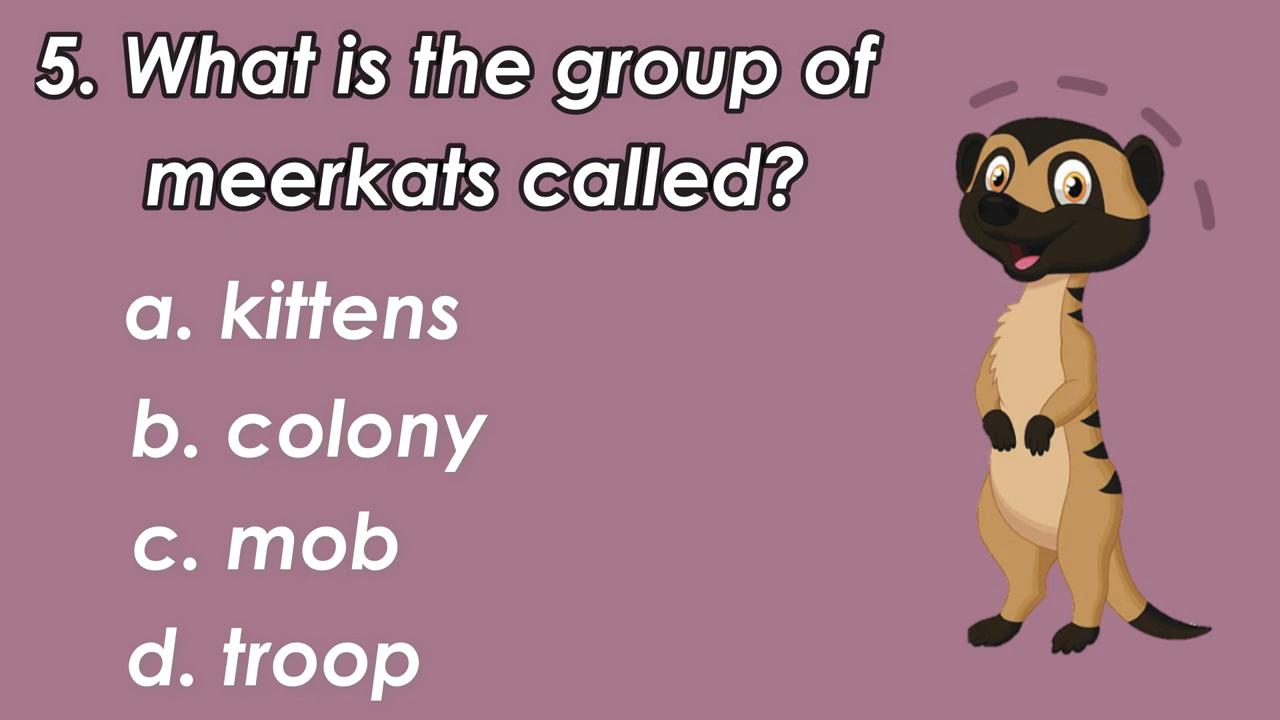 5. What is the group of
meerkats called?
a. kittens
b. colony
c. mob
d. troop